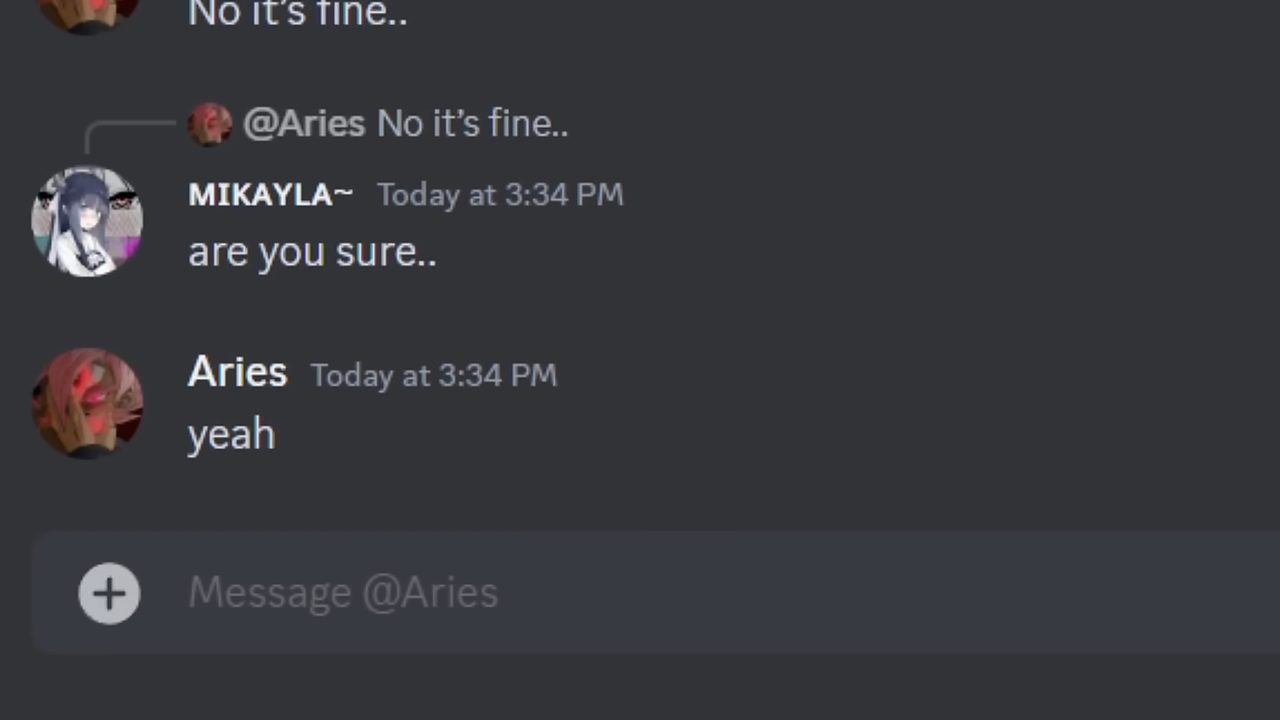 No it’s fine..
@Aries No it’s fine..
MIKAYLA~ Today at 3:34 PM
are you sure..
Aries Today at 3:34 PM
yeah
Message @Aries